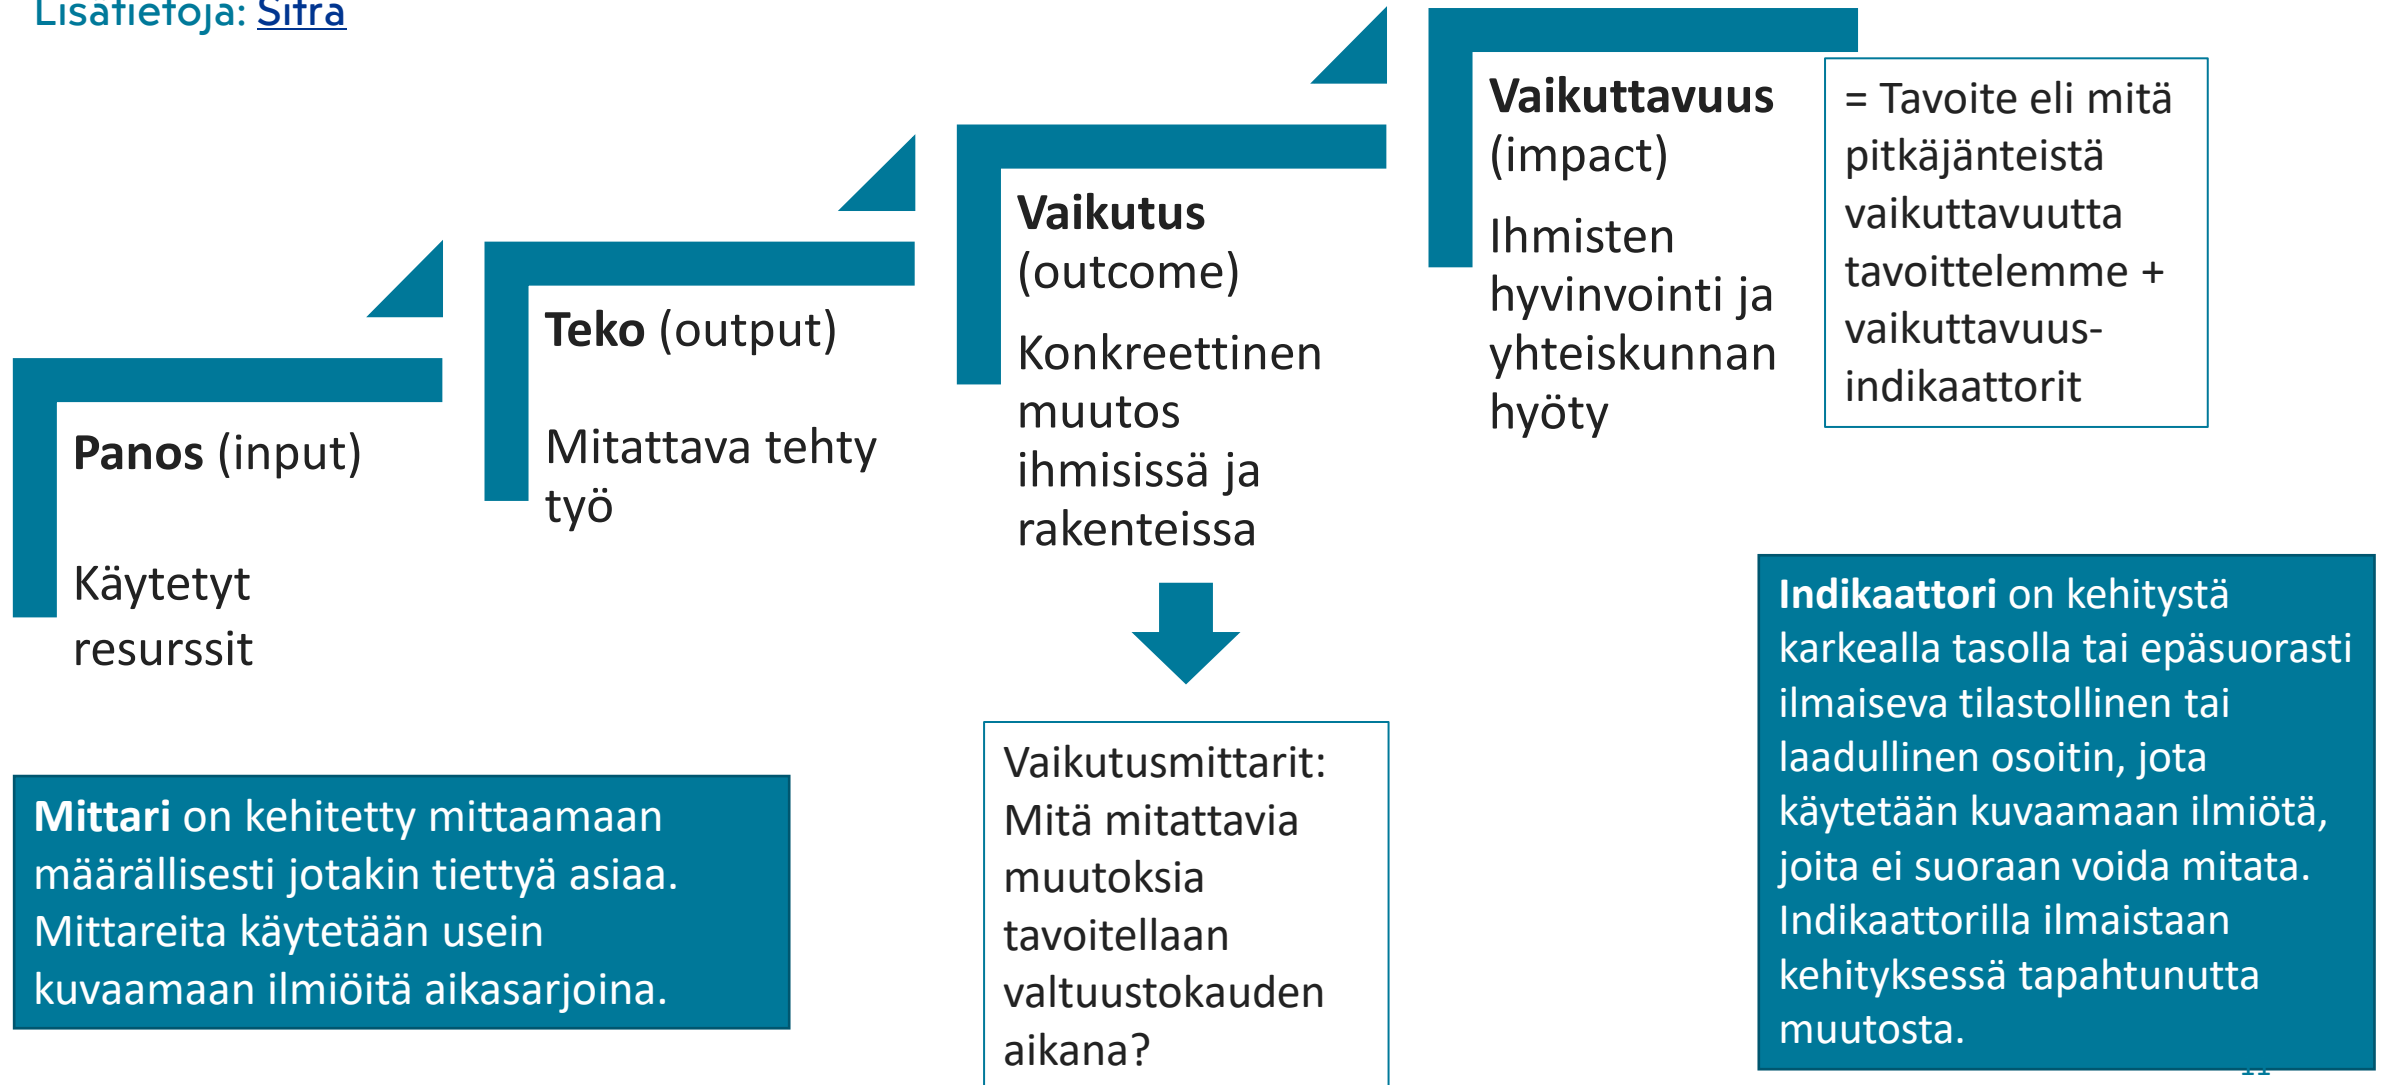 Lisätietoja: Sitra
Panos (input)
Käytetyt
resurssit
Teko (output)
Mitattava tehty
työ
Vaikutus
(outcome)
Konkreettinen
muutos
ihmisissä ja
rakenteissa
Vaikuttavuus
(impact)
Ihmisten
hyvinvointi ja
yhteiskunnan
hyöty
= Tavoite eli mitä
pitkäjänteistä
vaikuttavuutta
tavoittelemme +
vaikuttavuus-
indikaattorit
Mittari on kehitetty mittaamaan
määrällisesti jotakin tiettyä asiaa.
Mittareita käytetään usein
kuvaamaan ilmiöitä aikasarjoina.
Vaikutusmittarit:
Mitä mitattavia
muutoksia
tavoitellaan
valtuustokauden
aikana?
Indikaattori on kehitystä
karkealla tasolla tai epäsuorasti
ilmaiseva tilastollinen tai
laadullinen osoitin, jota
käytetään kuvaamaan ilmiötä,
joita ei suoraan voida mitata.
Indikaattorilla ilmaistaan
kehityksessä tapahtunutta
muutosta.
11